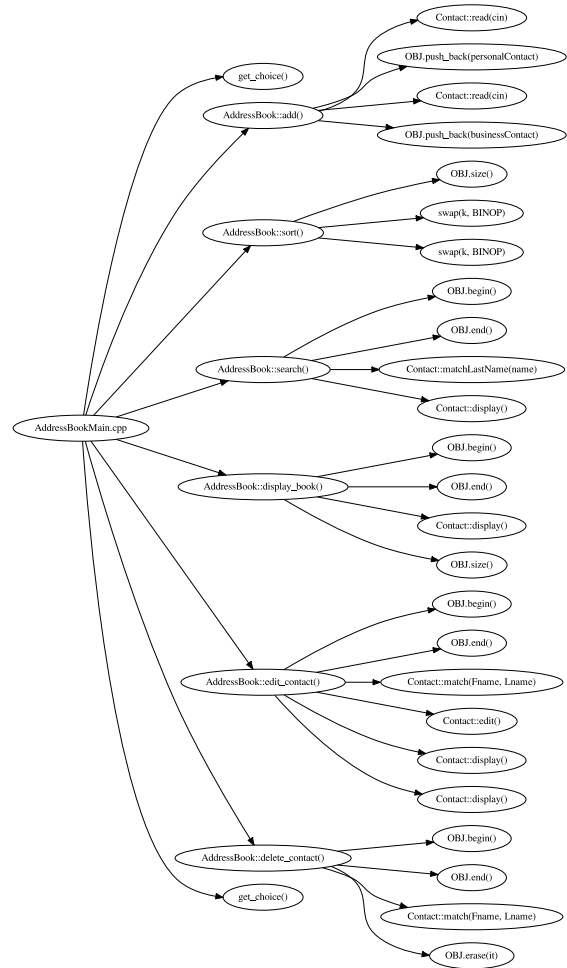 Contact::read(cin)
OBJ.push_back(personalContact)
get_choice()
Contact::read(cin)
AddressBook::add()
OBJ.push_back(businessContact)
OBJ.size()
swap(k, BINOP)
AddressBook::sort()
swap(k, BINOP)
OBJ.begin()
OBJ.end()
AddressBook::search()
Contact::matchLastName(name)
Contact::display()
AddressBookMain.cpp
OBJ.begin()
AddressBook::display_book()
OBJ.end()
Contact::display()
OBJ.size()
OBJ.begin()
OBJ.end()
AddressBook::edit_contact()
Contact::match(Fname, Lname)
Contact::edit()
Contact::display()
Contact::display()
OBJ.begin()
AddressBook::delete_contact()
OBJ.end()
get_choice()
Contact::match(Fname, Lname)
OBJ.erase(it)